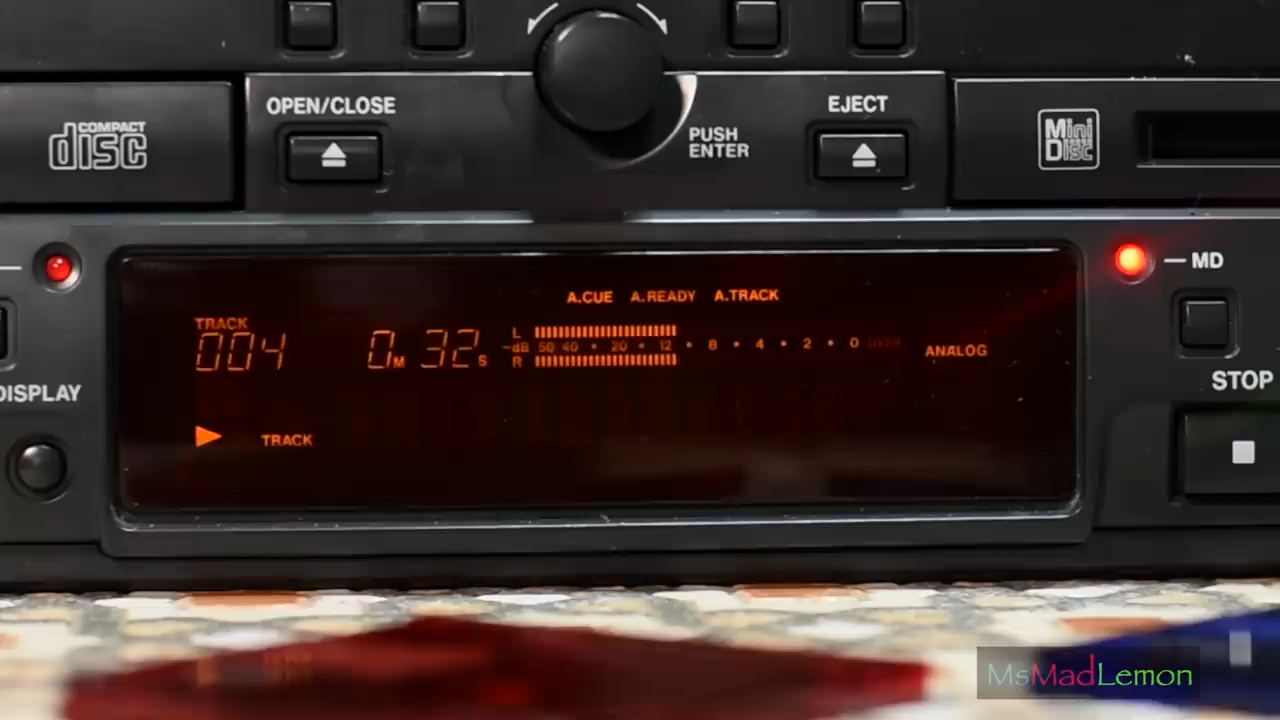 OPEN/CLOSE
EJECT
COMPACT
disc
PUSH
ENTER
Mini
Disc
MD
A.CUE A.READY A.TRACK
TRACK
004 0M 32S
L
-dB 50 40 • 20 • 12 • 8 • 4 • 2 • 0 OVER
R
ANALOG
DISPLAY
STOP
TRACK
MsMadLemon